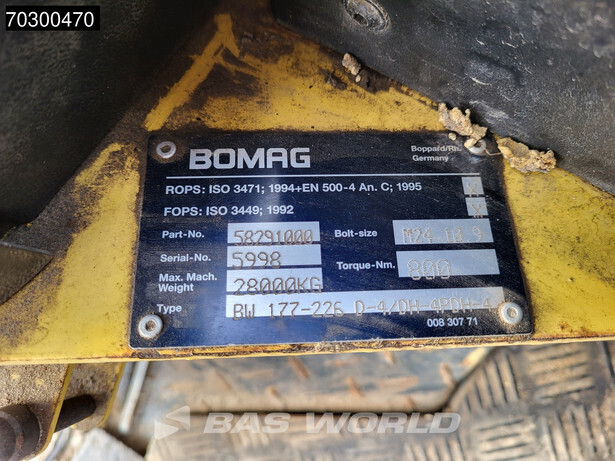 70300470
BOMAG
Boppard/Rh.
Germany
ROPS: ISO 3471; 1994+EN 500-4 An. C; 1995 X
FOPS: ISO 3449; 1992 X
Part-No. 58291000 Bolt-size M24 10.9
Serial-No. 5998 Torque-Nm. 800
Max. Mach. Weight 28000KG
Type BW 177-226 D-4/DH-4PDH-4
008 307 71
BAS WORLD